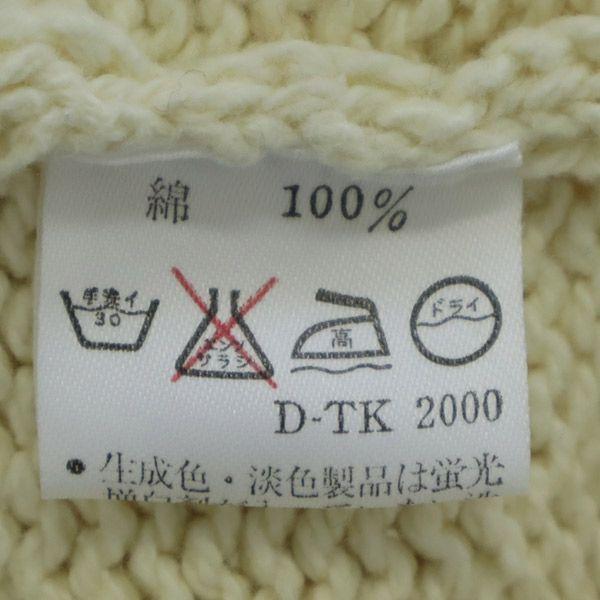 綿 100%
手洗イ
30
エンソ
サラシ
高
ドライ
D-TK 2000
• 生成色・淡色製品は蛍光